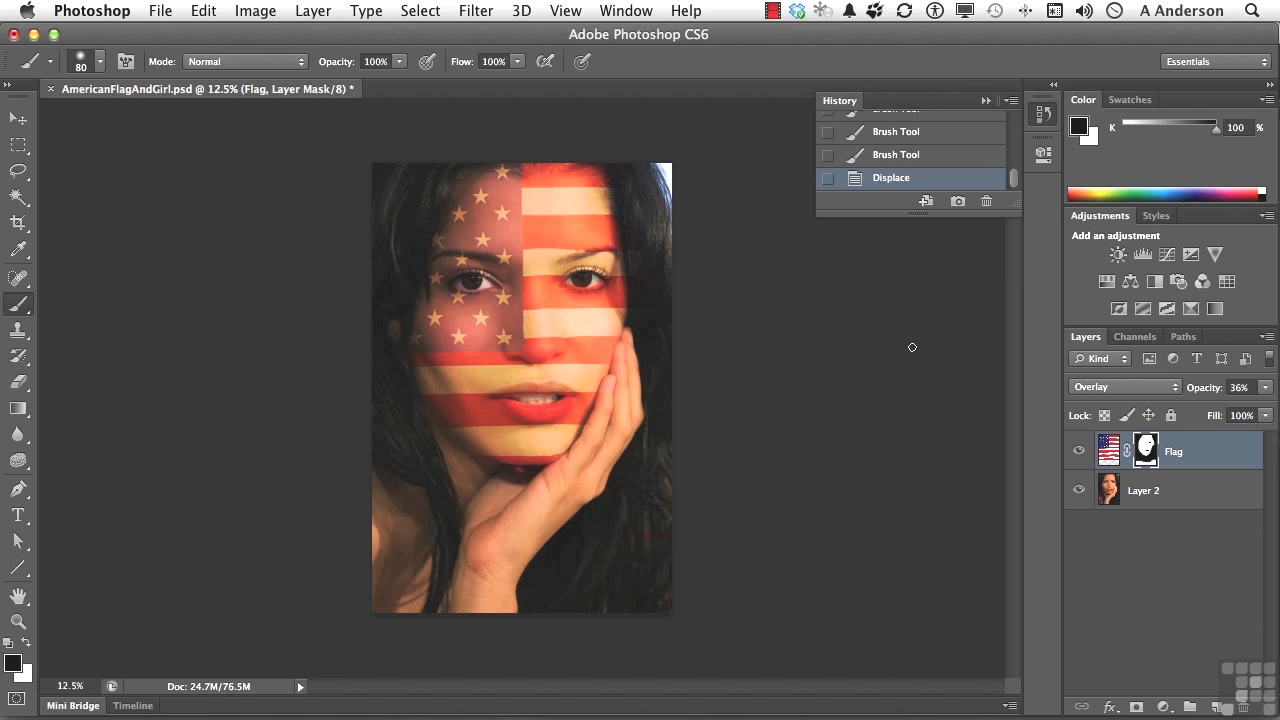 Photoshop File Edit Image Layer Type Select Filter 3D View Window Help A Anderson
Adobe Photoshop CS6
80 Mode: Normal Opacity: 100% Flow: 100% Essentials
× AmericanFlagAndGirl.psd @ 12.5% (Flag, Layer Mask/8) *
History
Brush Tool
Brush Tool
Displace
Color Swatches
K 100 %
Adjustments Styles
Add an adjustment
Layers Channels Paths
Kind
Overlay Opacity: 36%
Lock: Fill: 100%
Flag
Layer 2
12.5% Doc: 24.7M/76.5M
Mini Bridge Timeline